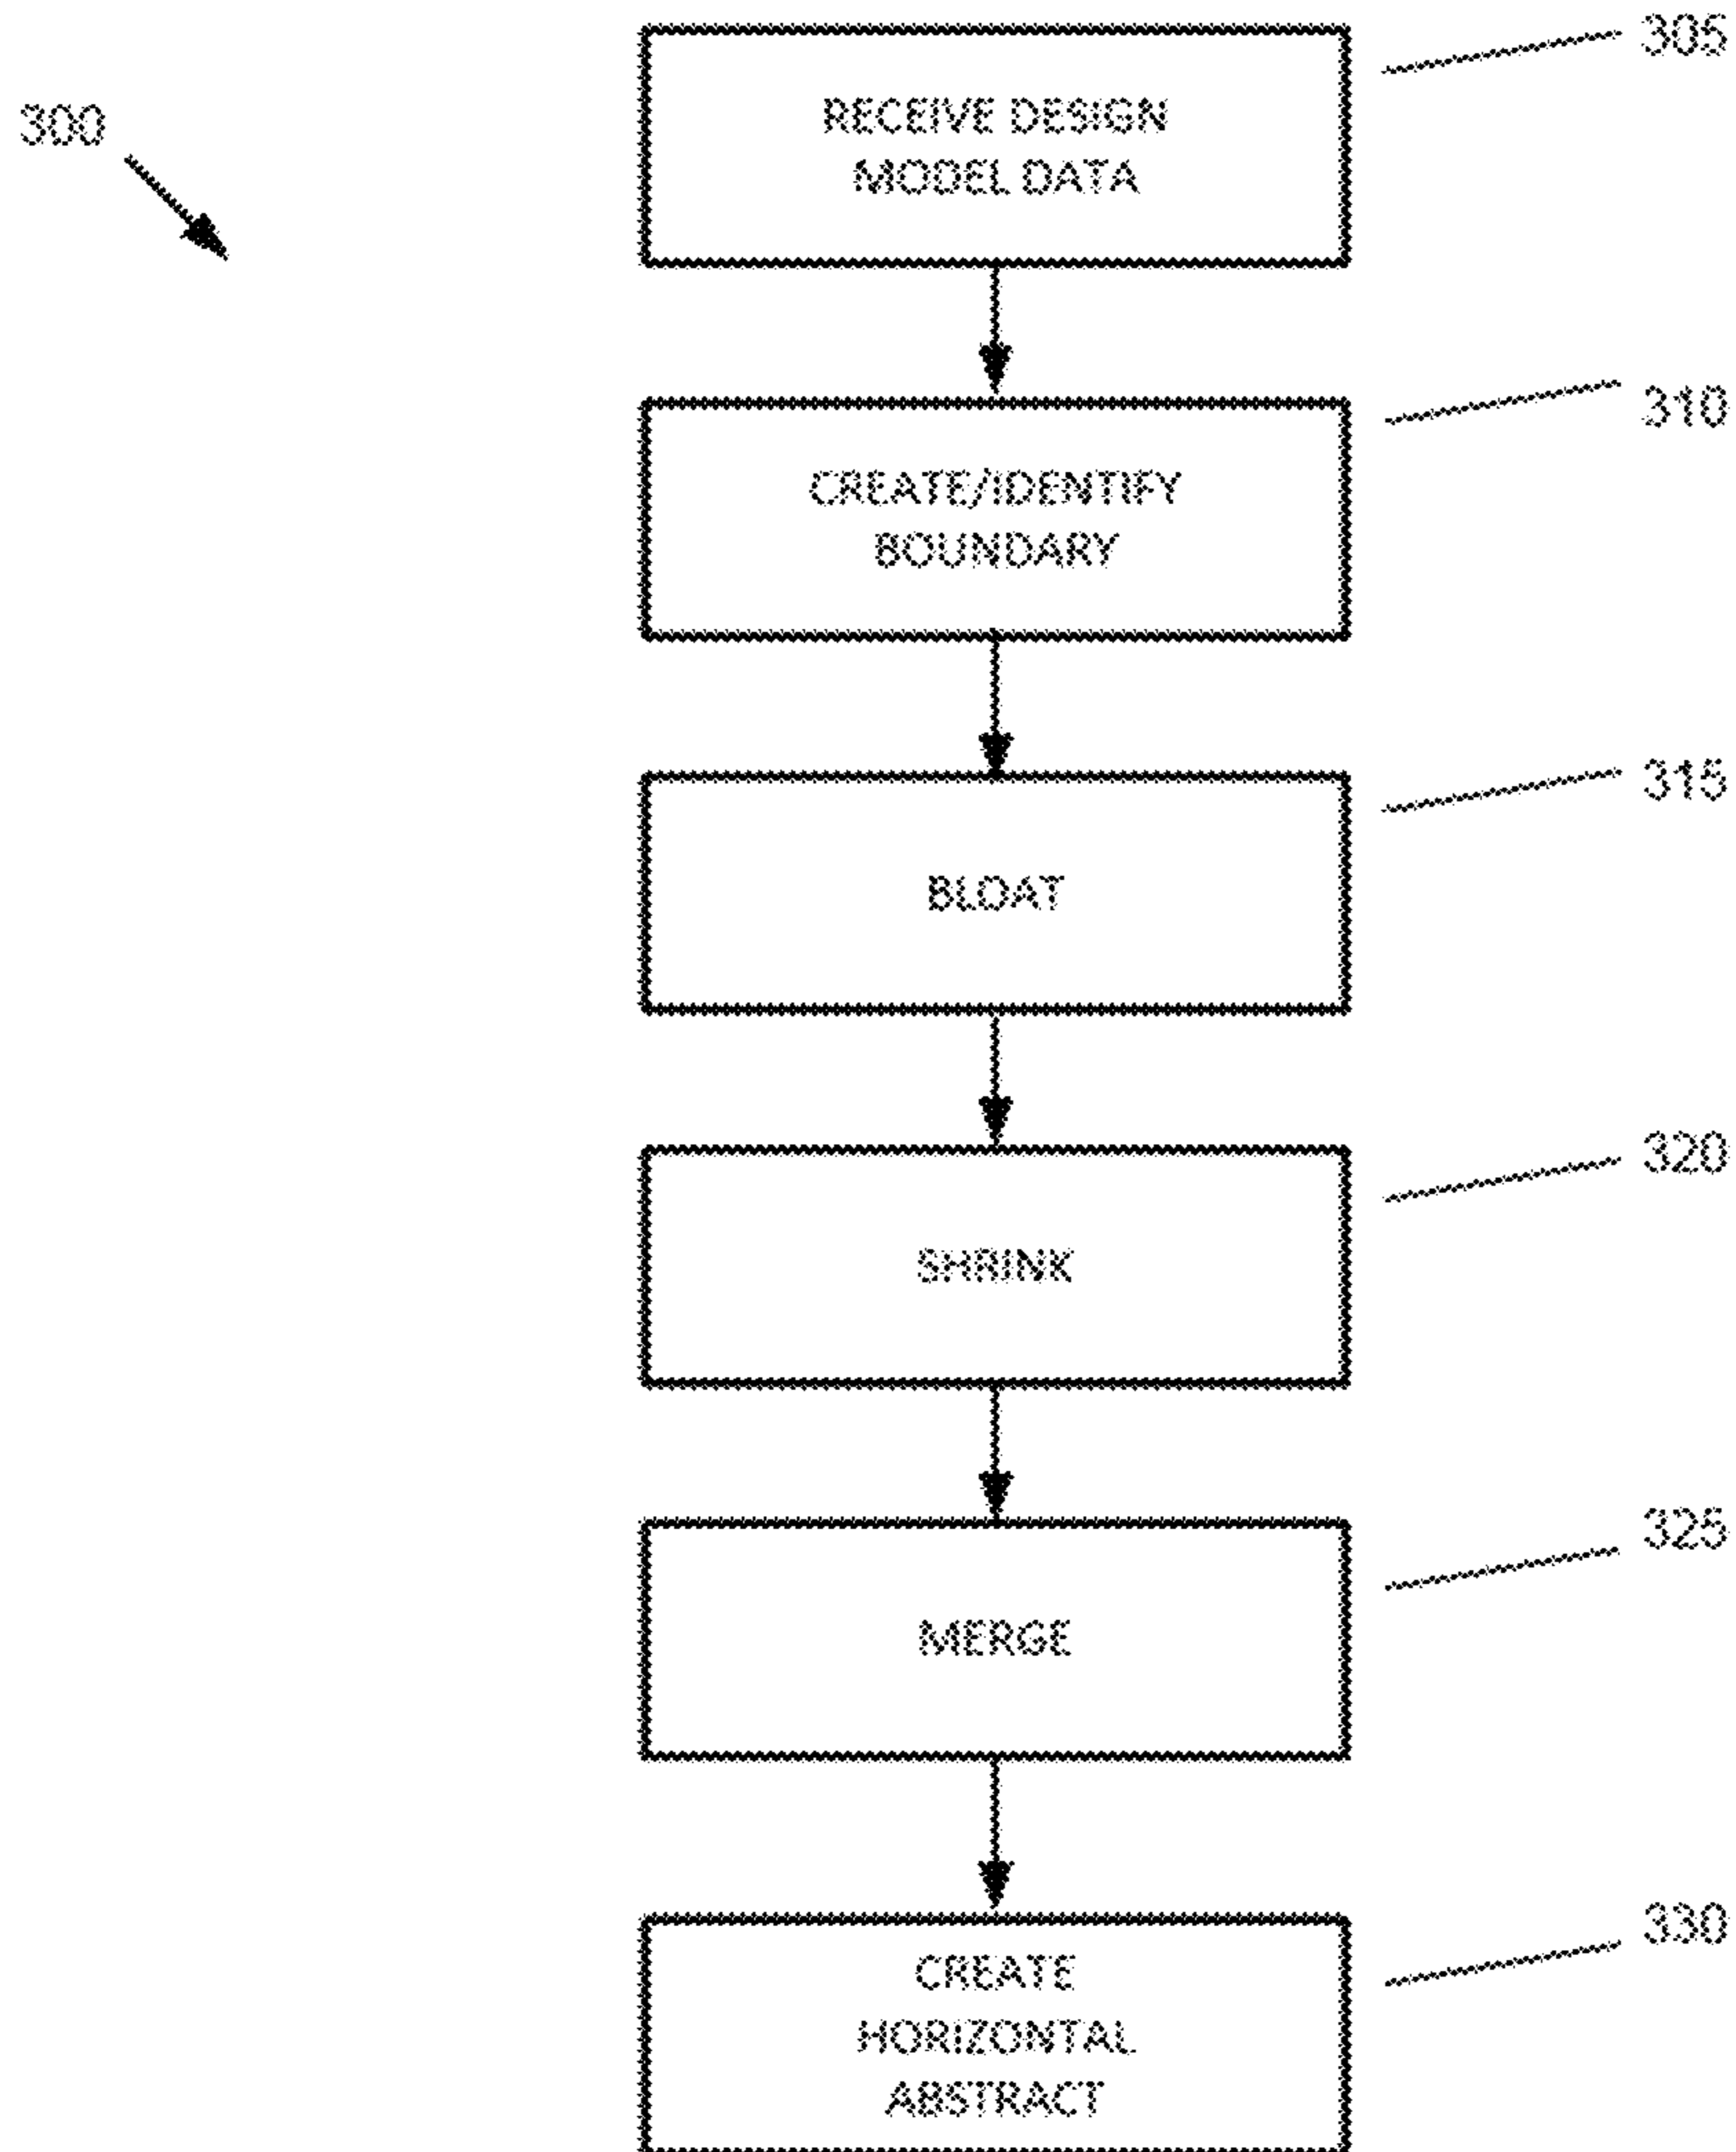 305
300
RECEIVE DESIGN
MODEL DATA
310
CREATE/IDENTIFY
BOUNDARY
315
BLOAT
320
SHRINK
325
MERGE
330
CREATE
HORIZONTAL
ABSTRACT